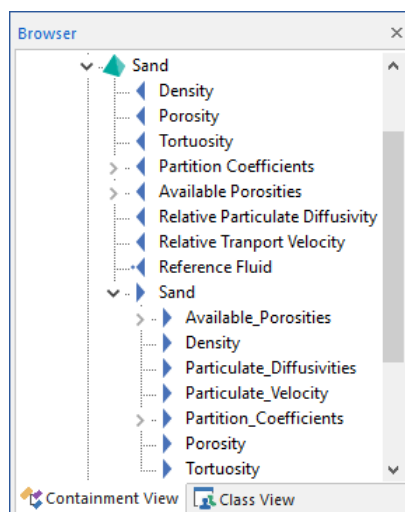 Browser
Sand
Density
Porosity
Tortuosity
Partition Coefficients
Available Porosities
Relative Particulate Diffusivity
Relative Tranport Velocity
Reference Fluid
Sand
Available_Porosities
Density
Particulate_Diffusivities
Particulate_Velocity
Partition_Coefficients
Porosity
Tortuosity
Containment View Class View